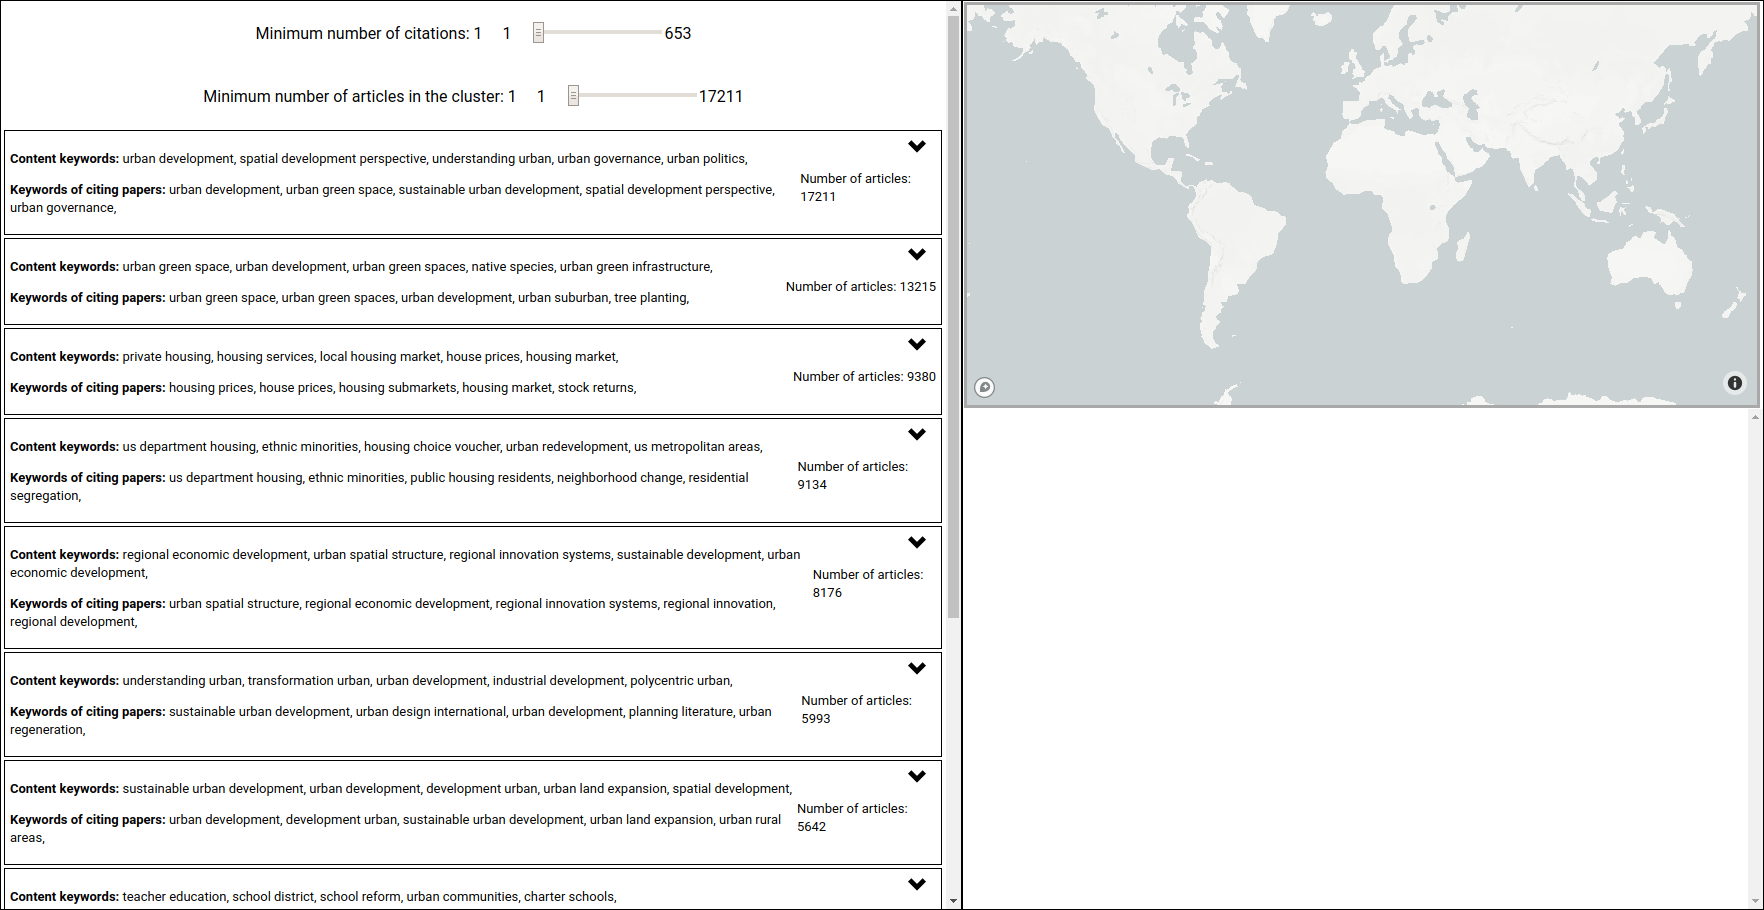 Minimum number of citations: 1 1 653
Minimum number of articles in the cluster: 1 1 17211
Content keywords: urban development, spatial development perspective, understanding urban, urban governance, urban politics,
Keywords of citing papers: urban development, urban green space, sustainable urban development, spatial development perspective,
urban governance,
Number of articles:
17211
Content keywords: urban green space, urban development, urban green spaces, native species, urban green infrastructure,
Keywords of citing papers: urban green space, urban green spaces, urban development, urban suburban, tree planting,
Number of articles: 13215
Content keywords: private housing, housing services, local housing market, house prices, housing market,
Keywords of citing papers: housing prices, house prices, housing submarkets, housing market, stock returns,
Number of articles: 9380
Content keywords: us department housing, ethnic minorities, housing choice voucher, urban redevelopment, us metropolitan areas,
Keywords of citing papers: us department housing, ethnic minorities, public housing residents, neighborhood change, residential
segregation,
Number of articles:
9134
Content keywords: regional economic development, urban spatial structure, regional innovation systems, sustainable development, urban
economic development,
Keywords of citing papers: urban spatial structure, regional economic development, regional innovation systems, regional innovation,
regional development,
Number of articles:
8176
Content keywords: understanding urban, transformation urban, urban development, industrial development, polycentric urban,
Keywords of citing papers: sustainable urban development, urban design international, urban development, planning literature, urban
regeneration,
Number of articles:
5993
Content keywords: sustainable urban development, urban development, development urban, urban land expansion, spatial development,
Keywords of citing papers: urban development, development urban, sustainable urban development, urban land expansion, urban rural
areas,
Number of articles:
5642
Content keywords: teacher education, school district, school reform, urban communities, charter schools,